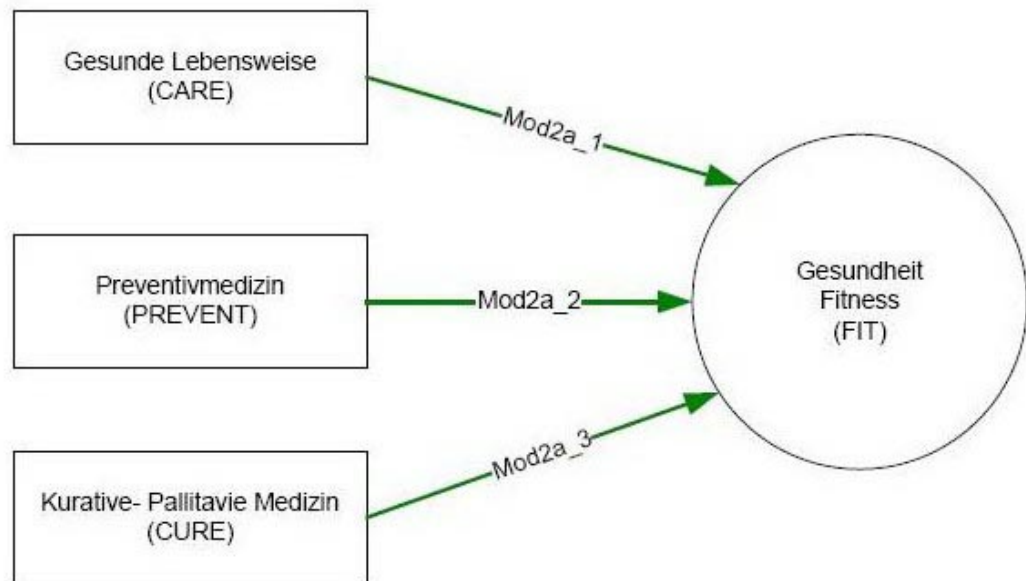 Gesunde Lebensweise
(CARE)
Mod2a_1
Preventivmedizin
(PREVENT)
Mod2a_2
Gesundheit
Fitness
(FIT)
Kurative- Pallitavie Medizin
(CURE)
Mod2a_3